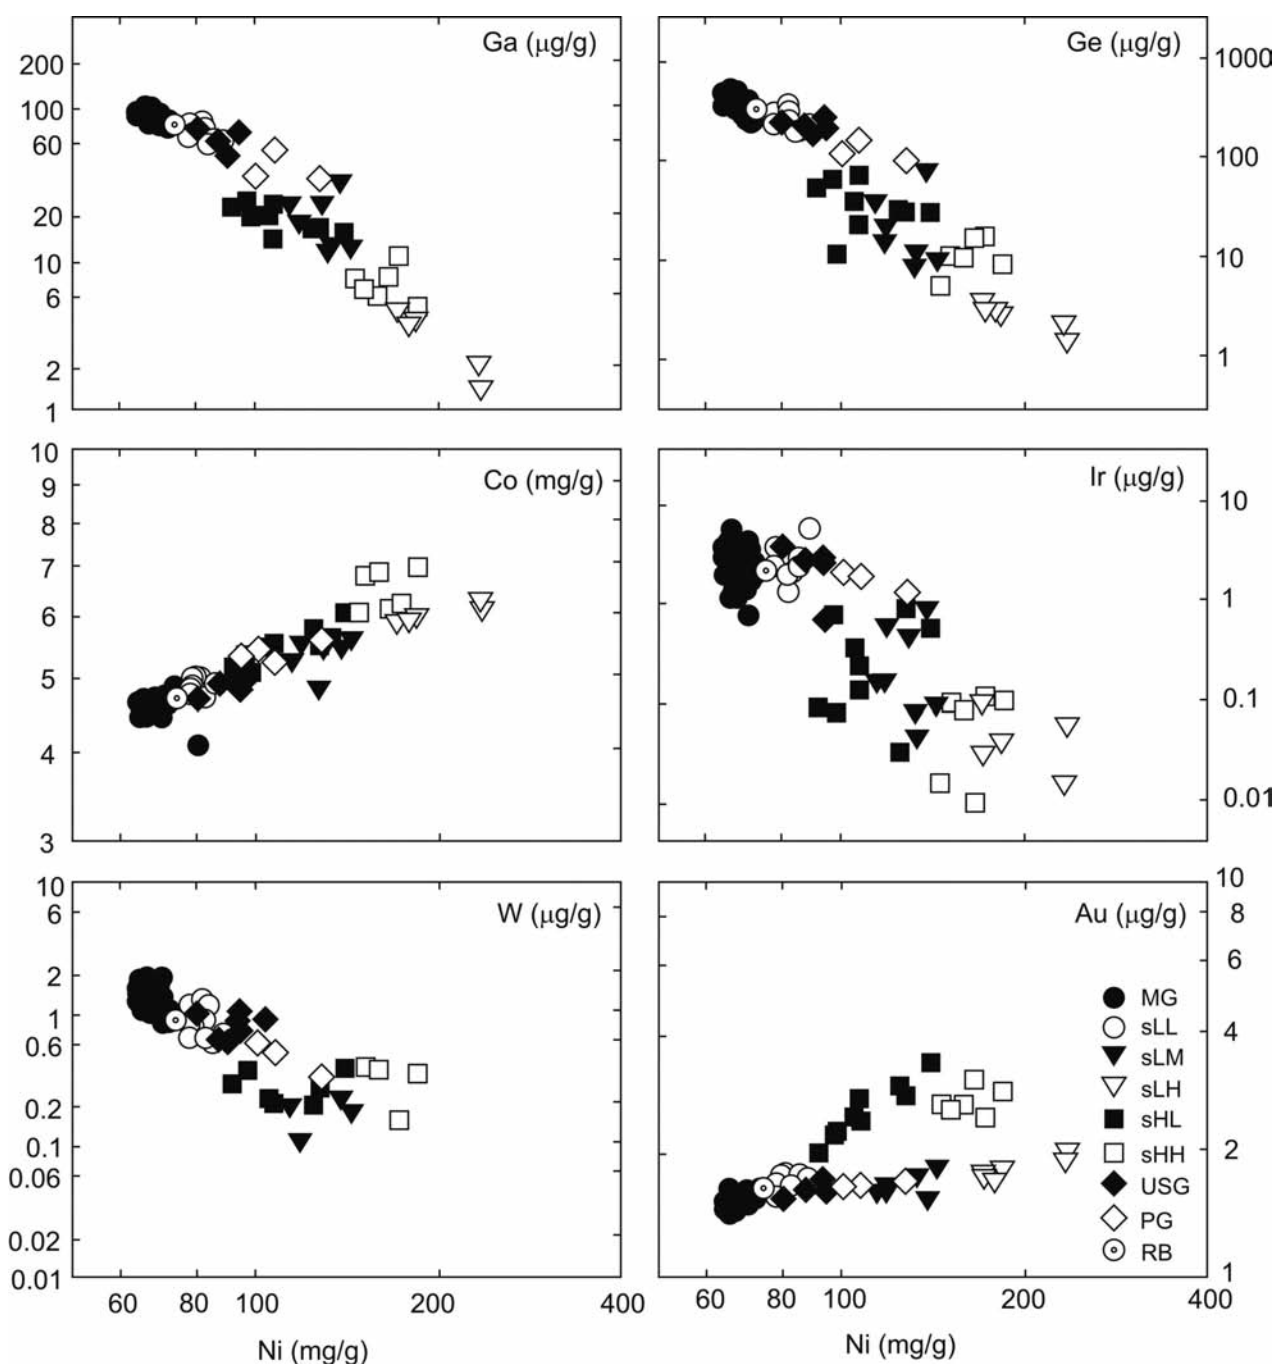 Ga (μg/g)
200
100
60
20
10
6
2
1
Ge (μg/g)
1000
100
10
1
Co (mg/g)
10
9
8
7
6
5
4
3
Ir (μg/g)
10
1
0.1
0.01
W (μg/g)
10
6
2
1
0.6
0.2
0.1
0.06
0.02
0.01
60 80 100 200 400
Ni (mg/g)
Au (μg/g)
10
8
6
4
2
1
MG
sLL
sLM
sLH
sHL
sHH
USG
PG
RB
60 80 100 200 400
Ni (mg/g)